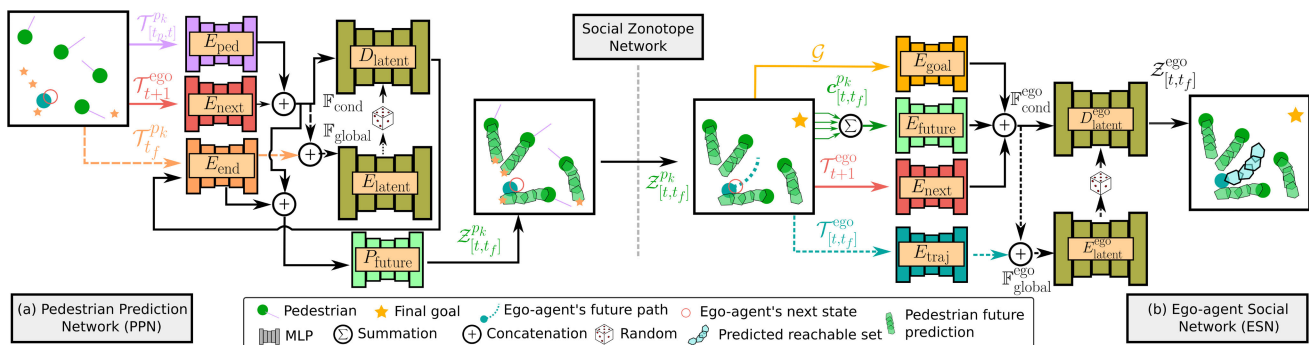 𝒯^{p_k}_{[t_p,t]}
E_ped
𝒯^{ego}_{t+1}
E_next
𝒯^{p_k}_{t_f}
E_end
D_latent
𝔽_cond
𝔽_global
E_latent
P_future
𝒵^{p_k}_{[t,t_f]}
Social Zonotope
Network
𝒵^{p_k}_{[t,t_f]}
𝒢
E_goal
c^{p_k}_{[t,t_f]}
Σ
E_future
𝒯^{ego}_{t+1}
E_next
𝒯^{ego}_{[t,t_f]}
E_traj
𝔽^{ego}_{cond}
D^{ego}_{latent}
𝔽^{ego}_{global}
E^{ego}_{latent}
𝒵^{ego}_{[t,t_f]}
(a) Pedestrian Prediction
Network (PPN)
Pedestrian
Final goal
Ego-agent's future path
Ego-agent's next state
Pedestrian future
prediction
MLP
Σ Summation
Concatenation
Random
Predicted reachable set
(b) Ego-agent Social
Network (ESN)